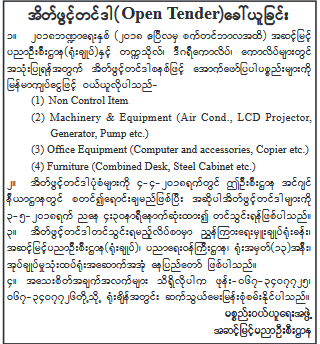 အိတ်ဖွင့်တင်ဒါ(Open Tender)ခေါ်ယူခြင်း
၁။ ၂၀၁၈ဘဏ္ဍာရေးနှစ် (၂၀၁၈ ဧပြီလမှ စက်တင်ဘာလအထိ) အဆင့်မြင့်
ပညာဦးစီးဌာန(ရုံးချုပ်)နှင့် တက္ကသိုလ်၊ ဒီဂရီကောလိပ်၊ ကောလိပ်များတွင်
အသုံးပြုရန်အတွက် အိတ်ဖွင့်တင်ဒါစနစ်ဖြင့် အောက်ဖော်ပြပါပစ္စည်းများကို
မြန်မာကျပ်ငွေဖြင့် ဝယ်ယူလိုပါသည်-
(1) Non Control Item
(2) Machinery & Equipment (Air Cond., LCD Projector,
Generator, Pump etc.)
(3) Office Equipment (Computer and accessories, Copier etc.)
(4) Furniture (Combined Desk, Steel Cabinet etc.)
၂။ အိတ်ဖွင့်တင်ဒါပုံစံများကို ၄-၄-၂၀၁၈ရက်တွင် ဤဦးစီးဌာန အင်ဂျင်
နီယာဌာနတွင် စတင်၍ရောင်းချမည်ဖြစ်ပြီး အဆိုပါအိတ်ဖွင့်တင်ဒါများကို
၃-၅-၂၀၁၈ရက် ညနေ ၄း၃၀နာရီနောက်ဆုံးထား၍ တင်သွင်းရန်ဖြစ်ပါသည်။
၃။ အိတ်ဖွင့်တင်ဒါတင်သွင်းရမည့်လိပ်စာမှာ ညွှန်ကြားရေးမှူးချုပ်ရုံးခန်း၊
အဆင့်မြင့်ပညာဦးစီးဌာန(ရုံးချုပ်)၊ ပညာရေးဝန်ကြီးဌာန၊ ရုံးအမှတ်(၁၃)အနီး၊
အုပ်ချုပ်မှုသုံးထပ်ရုံးအဆောက်အအုံ နေပြည်တော် ဖြစ်ပါသည်။
၄။ အသေးစိတ်အချက်အလက်များ သိရှိလိုပါက ဖုန်း-၀၆၇-၃၄၀၇၇၂၅၊
၀၆၇-၃၄၀၇၇၂၆တို့သို့ ရုံးချိန်အတွင်း ဆက်သွယ်မေးမြန်းစုံစမ်းနိုင်ပါသည်။
ပစ္စည်းဝယ်ယူရေးအဖွဲ့
အဆင့်မြင့်ပညာဦးစီးဌာန